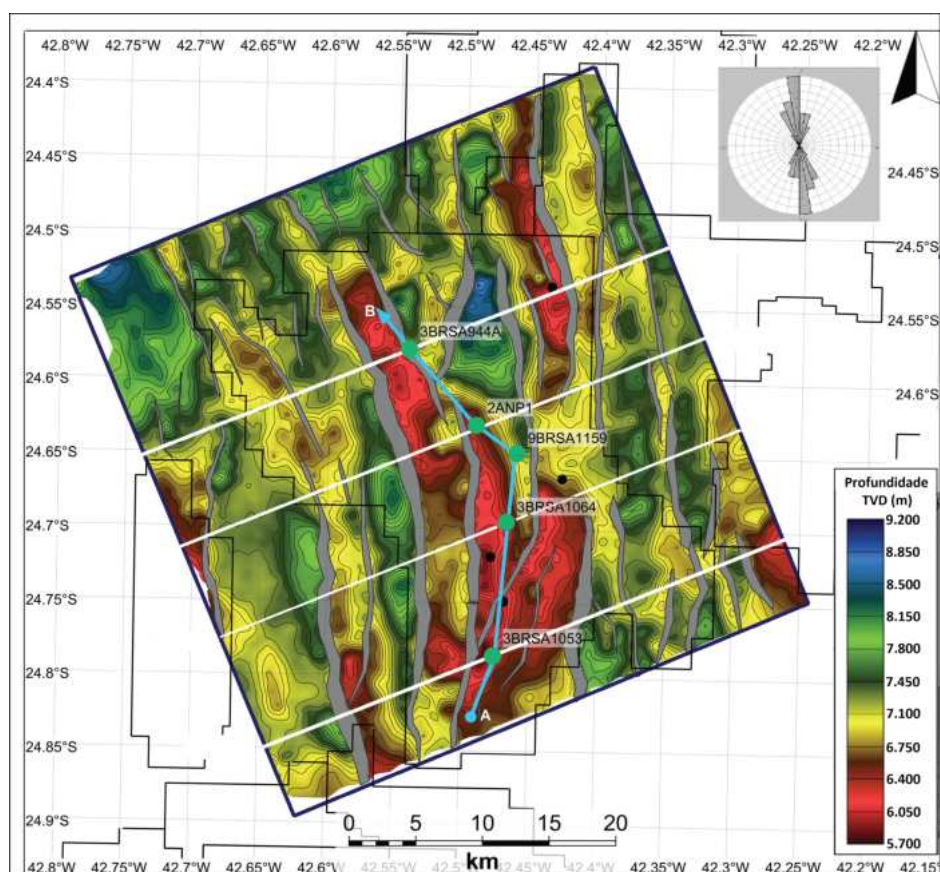 42.8°W 42.75°W 42.7°W 42.65°W 42.6°W 42.55°W 42.5°W 42.45°W 42.4°W 42.35°W 42.3°W 42.25°W 42.2°W
24.4°S
24.45°S
24.45°S
24.5°S
24.5°S
24.55°S
24.55°S
B
3BRSA944A
24.6°S
24.6°S
2ANP1
9BRSA1159
24.65°S
24.65°S
3BRSA1064
24.7°S
24.75°S
3BRSA1053
24.8°S
A
24.85°S
24.9°S
Profundidade
TVD (m)
9.200
8.850
8.500
8.150
7.800
7.450
7.100
6.750
6.400
6.050
5.700
0 5 10 15 20
km
42.8°W 42.75°W 42.7°W 42.65°W 42.6°W 42.55°W 42.5°W 42.45°W 42.4°W 42.35°W 42.3°W 42.25°W 42.2°W 42.15°